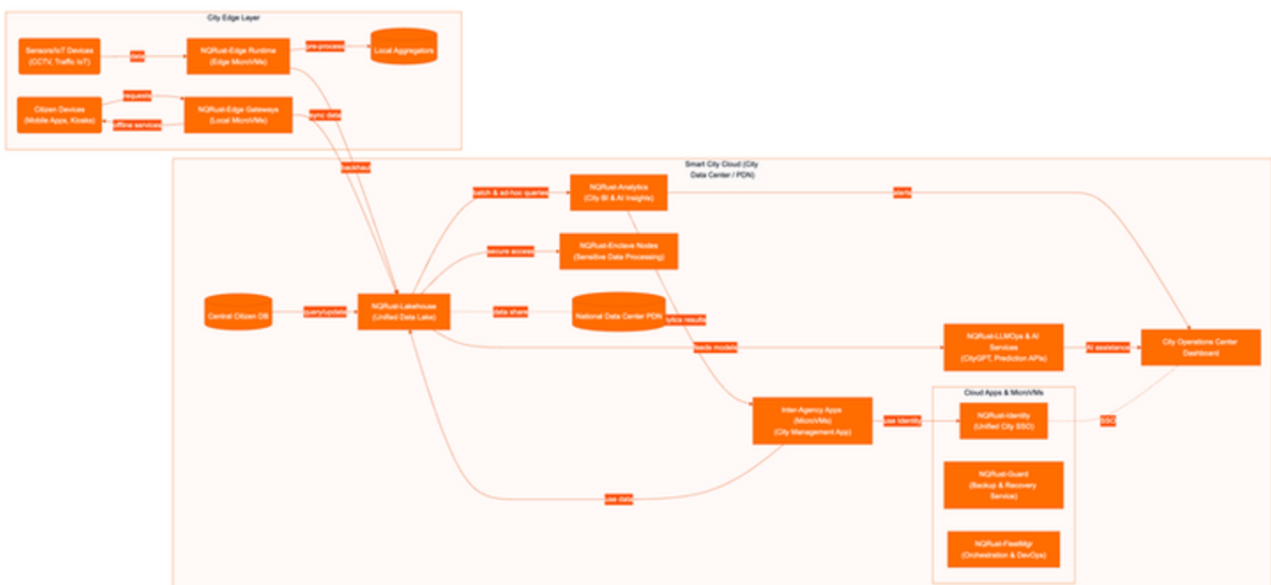 City Edge Layer
Sensors/IoT Devices
(CCTV, Traffic IoT)
data
NQRust-Edge Runtime
(Edge MicroVMs)
pre-process
Local Aggregators
Citizen Devices
(Mobile Apps, Kiosks)
requests
offline services
NQRust-Edge Gateways
(Local MicroVMs)
sync data
backhaul
Smart City Cloud (City
Data Center / PDN)
batch & ad-hoc queries
NQRust-Analytics
(City BI & AI Insights)
alerts
secure access
NQRust-Enclave Nodes
(Sensitive Data Processing)
Central Citizen DB
query/update
NQRust-Lakehouse
(Unified Data Lake)
data share
National Data Center PDN
lytics results
feeds models
NQRust-LLMOps & AI
Services
(CityGPT, Prediction APIs)
AI assistance
City Operations Center
Dashboard
Inter-Agency Apps
(MicroVMs)
(City Management App)
use identity
Cloud Apps & MicroVMs
NQRust-Identity
(Unified City SSO)
SSO
NQRust-Guard
(Backup & Recovery
Service)
use data
NQRust-FleetMgr
(Orchestration & DevOps)